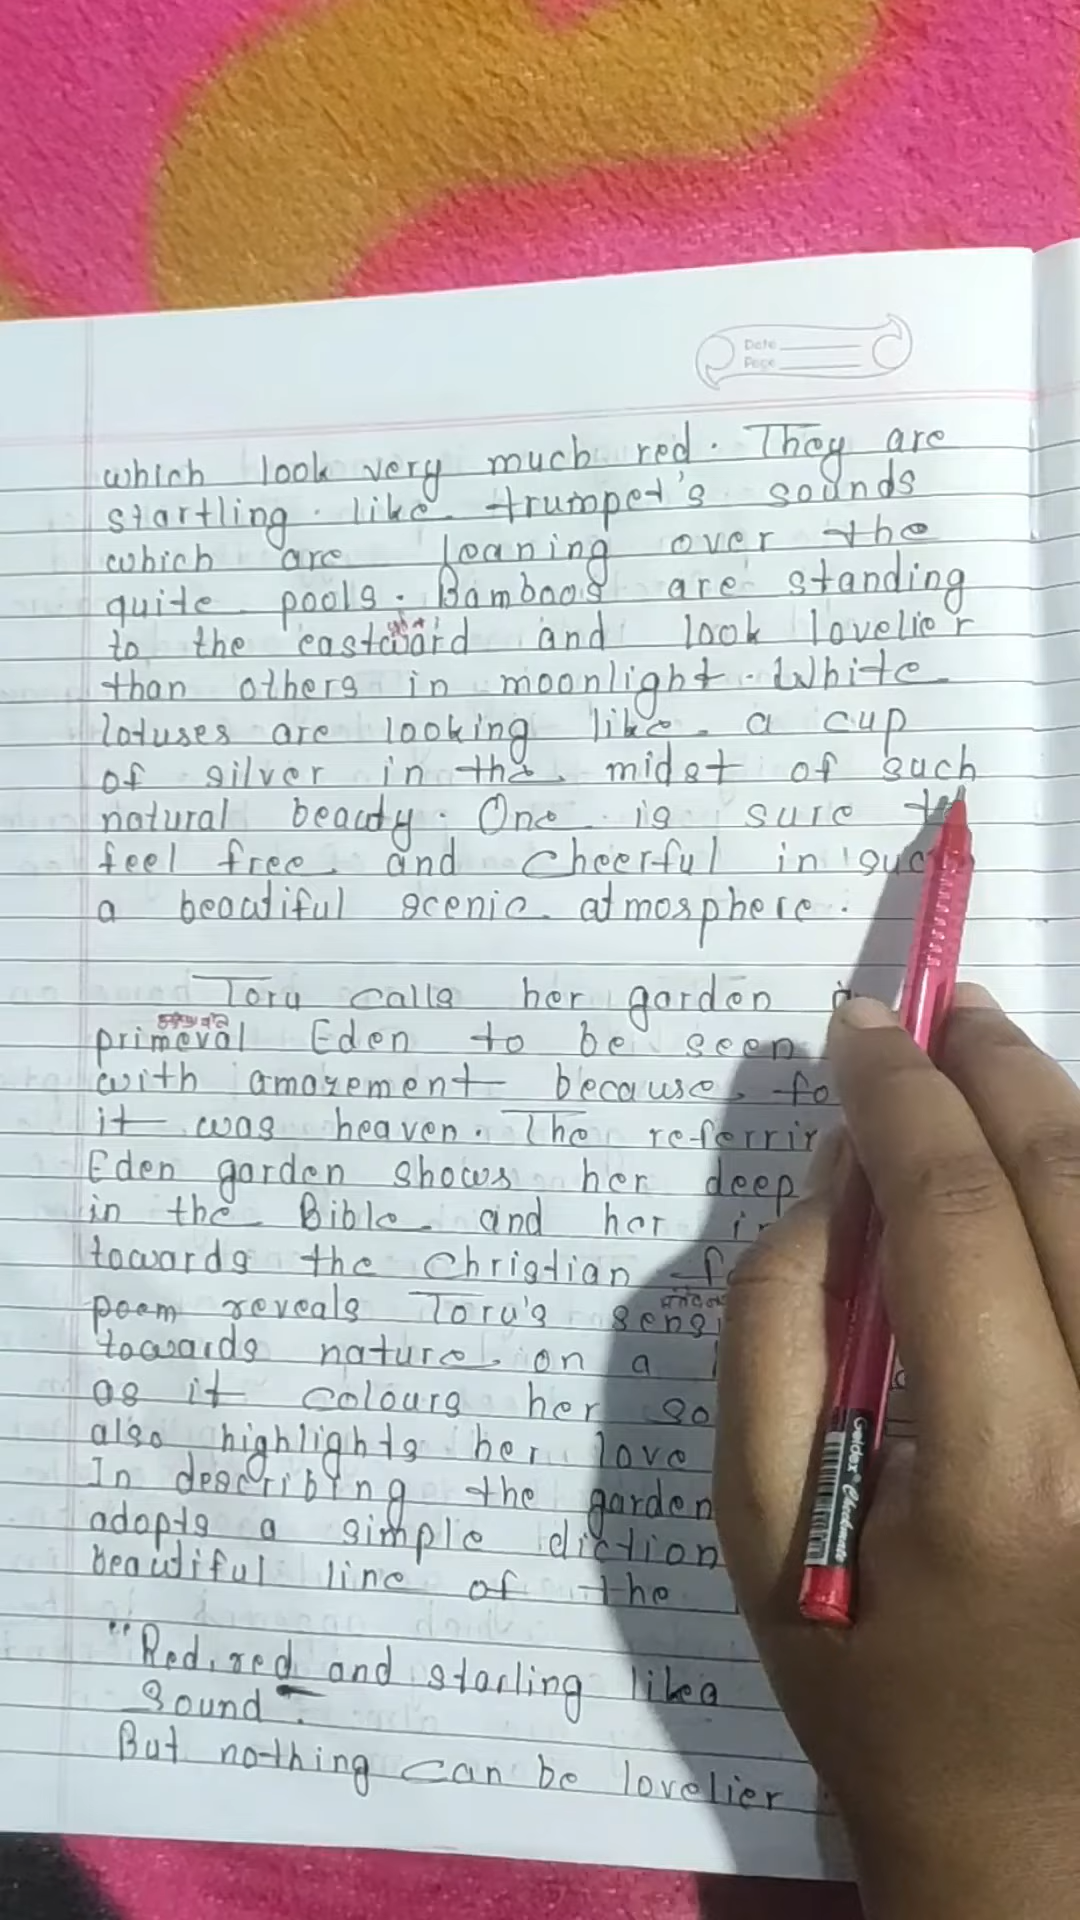 Date
Page
which look very much red. They are
startling. like trumpet's sounds
which are leaning over the
quite pools. Bamboos are standing
to the eastward and look lovelier
than others in moonlight. White
lotuses are looking like a cup
of silver in the midst of such
natural beauty. One is sure
feel free and cheerful in
a beautiful scenic atmosphere.
Toru calls her garden
primeval Eden to be seen
with amazement because
it was heaven. The
Eden garden shows her deep
in the Bible and her
towards the Christian
poem reveals Toru's
towards nature on a
as it colours her
also highlights her love
In describing the garden
adopts a simple diction
beautiful line of the
"Red, red and starling like a
Sound.
But nothing can be lovelier
Goldex Checkmate